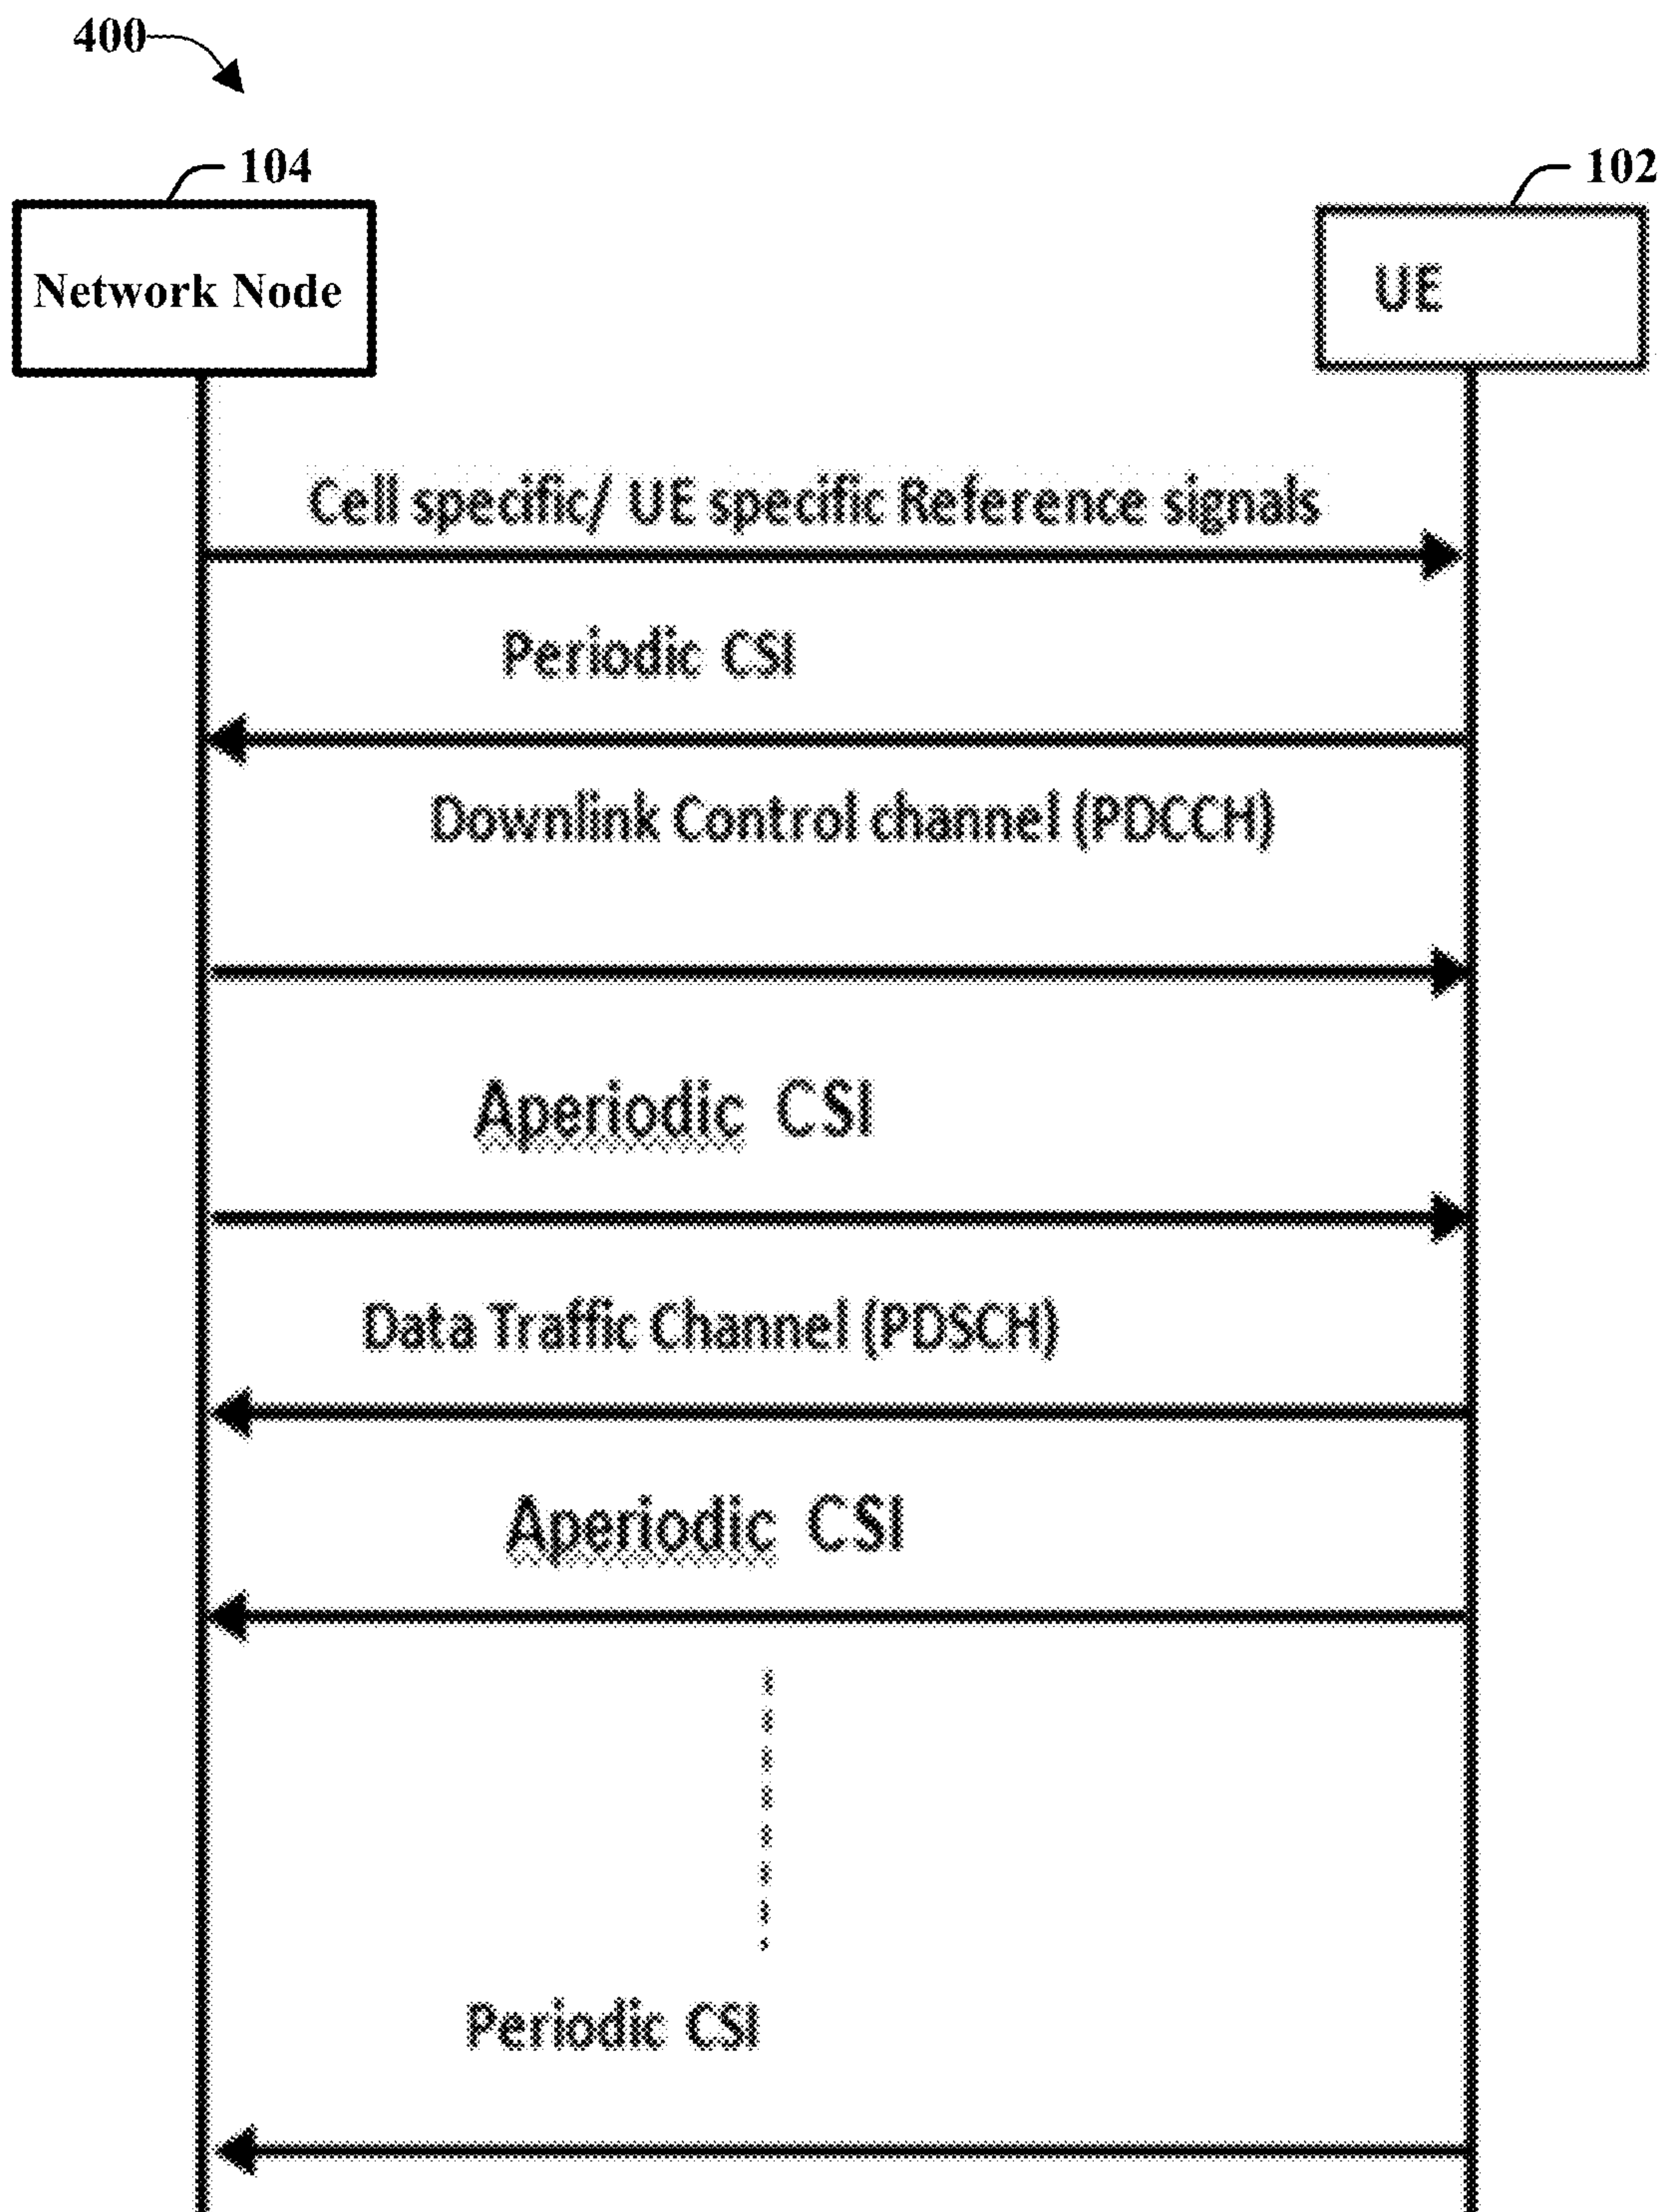 400
104
102
Network Node
UE
Cell specific/ UE specific Reference signals
Periodic CSI
Downlink Control channel (PDCCH)
Aperiodic CSI
Data Traffic Channel (PDSCH)
Aperiodic CSI
Periodic CSI